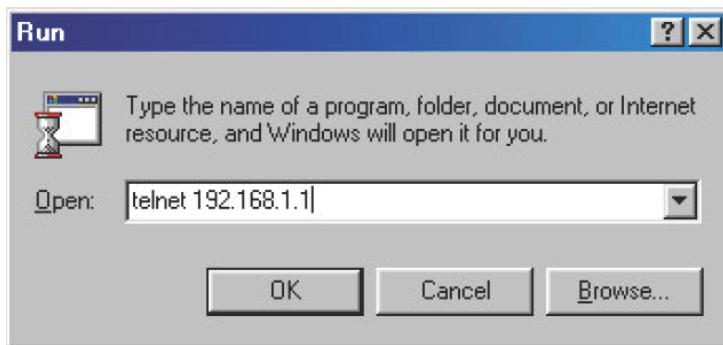 Run
Type the name of a program, folder, document, or Internet
resource, and Windows will open it for you.
Open: telnet 192.168.1.1
OK Cancel Browse...